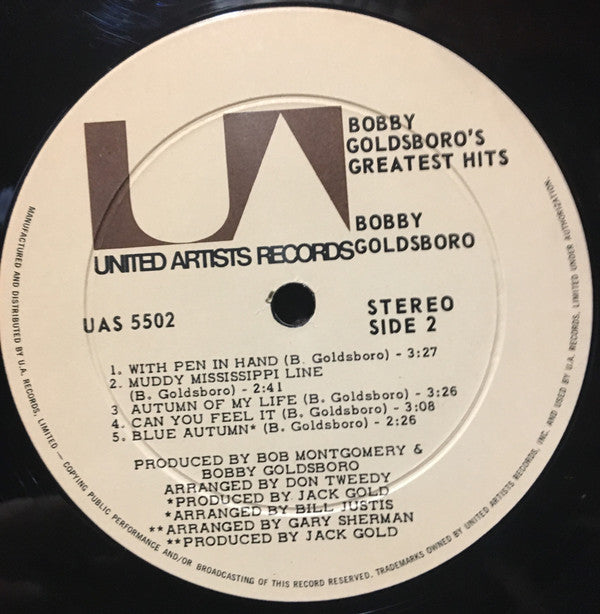 UA
UNITED ARTISTS RECORDS
BOBBY
GOLDSBORO'S
GREATEST HITS
BOBBY
GOLDSBORO
UAS 5502
STEREO
SIDE 2
1. WITH PEN IN HAND (B. Goldsboro) - 3:27
2. MUDDY MISSISSIPPI LINE
(B. Goldsboro) - 2:41
3. AUTUMN OF MY LIFE (B. Goldsboro) - 3:26
4. CAN YOU FEEL IT (B. Goldsboro) - 3:08
5. BLUE AUTUMN* (B. Goldsboro) - 2:26
PRODUCED BY BOB MONTGOMERY &
BOBBY GOLDSBORO
ARRANGED BY DON TWEEDY
*PRODUCED BY JACK GOLD
*ARRANGED BY BILL JUSTIS
**ARRANGED BY GARY SHERMAN
**PRODUCED BY JACK GOLD
MANUFACTURED AND DISTRIBUTED BY U.A. RECORDS, LIMITED — COPYING PUBLIC PERFORMANCE AND/OR BROADCASTING OF THIS RECORD RESERVED. TRADEMARKS OWNED BY UNITED ARTISTS RECORDS, INC. AND USED BY U.A. RECORDS, LIMITED UNDER AUTHORIZATION.